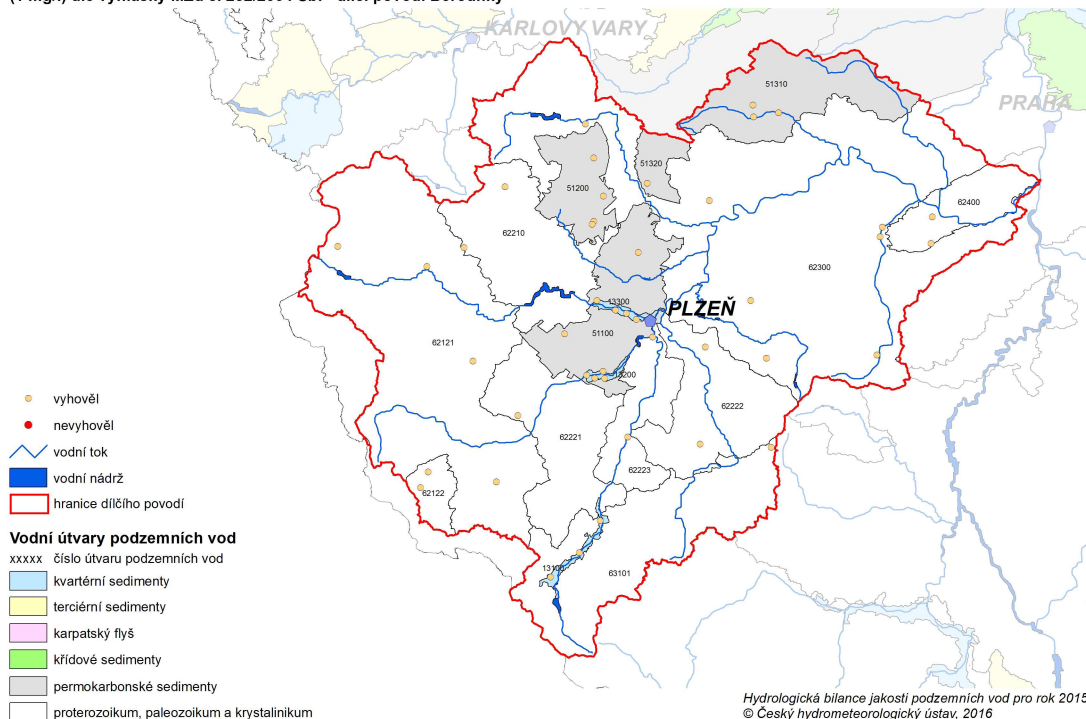 KARLOVY VARY
51310
PRAHA
51320
51200
62400
62210
62300
13300
PLZEŇ
51100
62121
13200
62222
62221
62223
62122
13100
63101
vyhověl
nevyhověl
vodní tok
vodní nádrž
hranice dílčího povodí
Vodní útvary podzemních vod
xxxxx číslo útvaru podzemních vod
kvartérní sedimenty
terciérní sedimenty
karpatský flyš
křídové sedimenty
permokarbonské sedimenty
proterozoikum, paleozoikum a krystalinikum
Hydrologická bilance jakosti podzemních vod pro rok 2015
© Český hydrometeorologický ústav, 2016